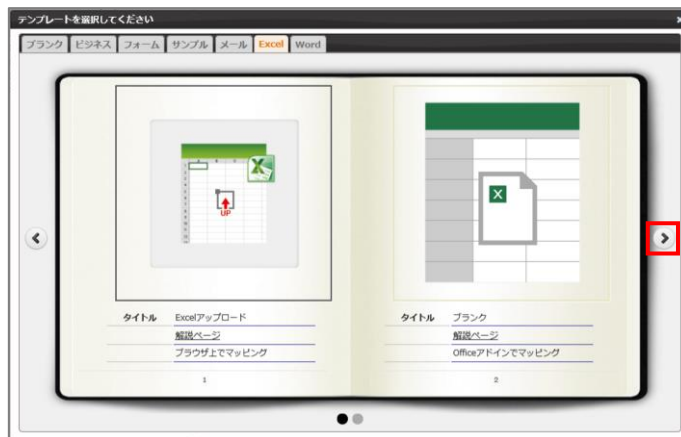 テンプレートを選択してください
ブランク ビジネス フォーム サンプル メール Excel Word
UP
タイトル Excelアップロード
解説ページ
ブラウザ上でマッピング
1
タイトル ブランク
解説ページ
Officeアドインでマッピング
2